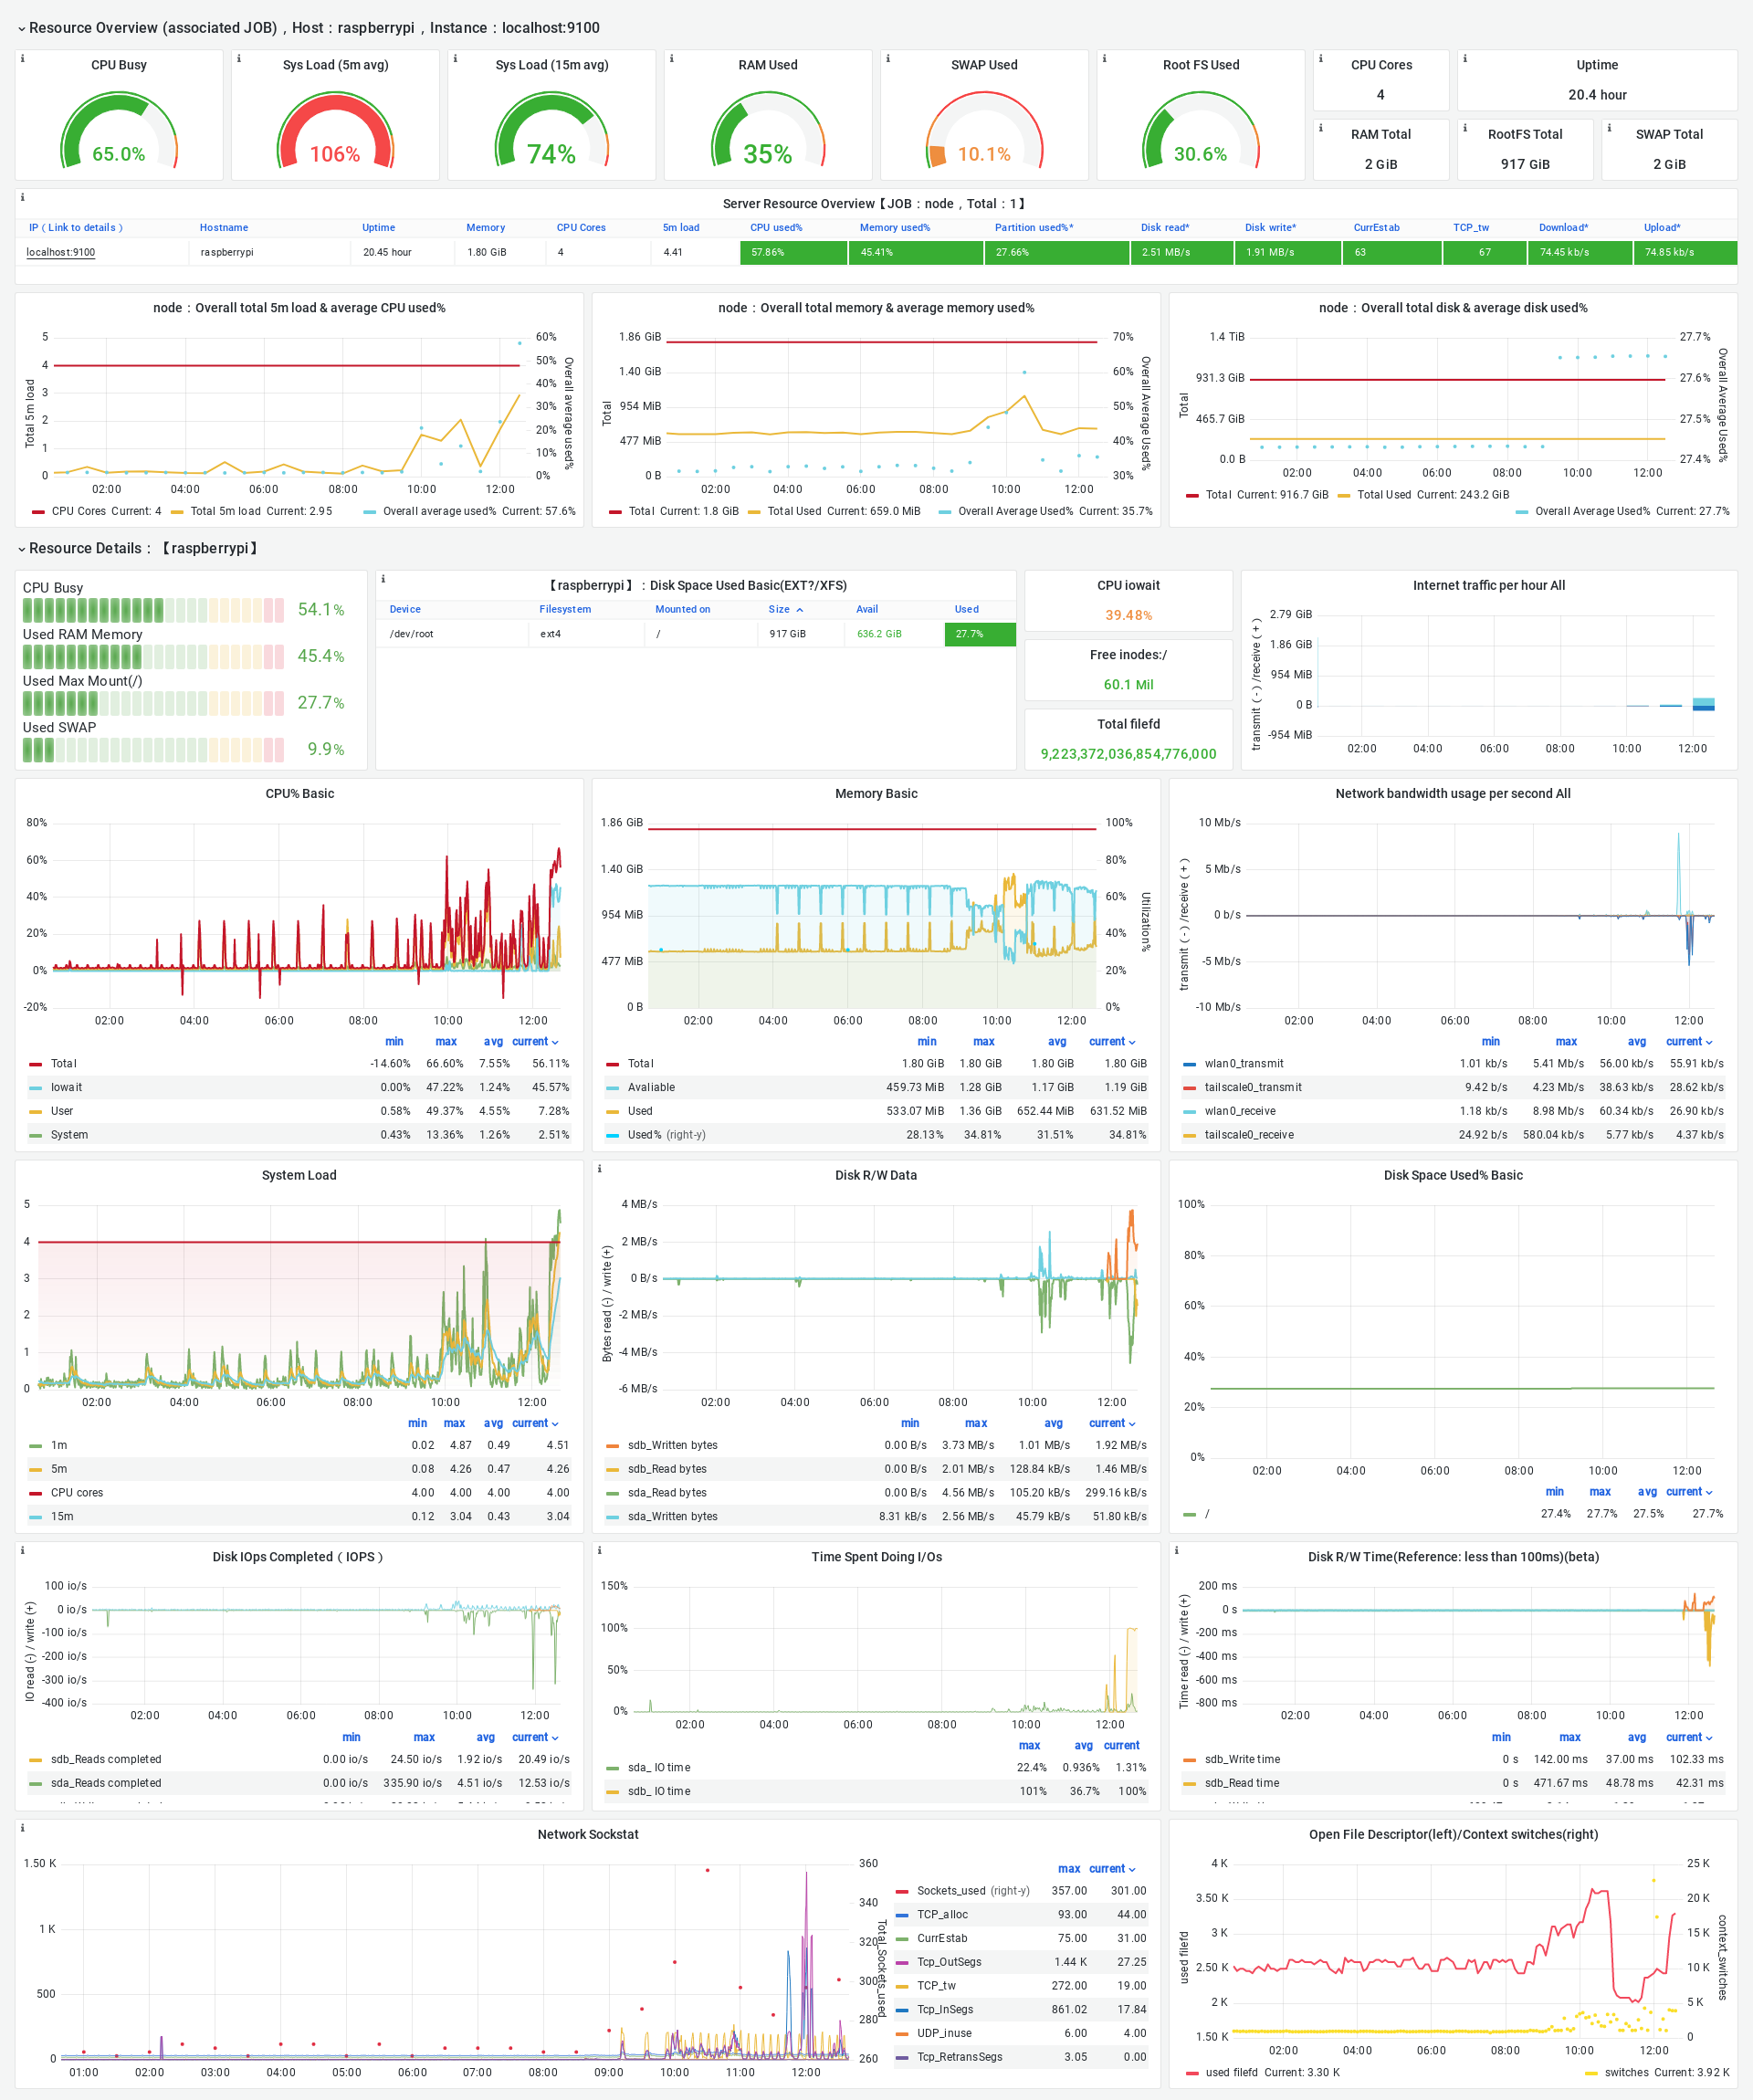 Resource Overview (associated JOB)，Host：raspberrypi，Instance：localhost:9100
CPU Busy
65.0%
Sys Load (5m avg)
106%
Sys Load (15m avg)
74%
RAM Used
35%
SWAP Used
10.1%
Root FS Used
30.6%
CPU Cores
4
Uptime
20.4 hour
RAM Total
2 GiB
RootFS Total
917 GiB
SWAP Total
2 GiB
Server Resource Overview【JOB：node，Total：1】
IP（Link to details） Hostname Uptime Memory CPU Cores 5m load CPU used% Memory used% Partition used%* Disk read* Disk write* CurrEstab TCP_tw Download* Upload*
localhost:9100 raspberrypi 20.45 hour 1.80 GiB 4 4.41 57.86% 45.41% 27.66% 2.51 MB/s 1.91 MB/s 63 67 74.45 kb/s 74.85 kb/s
node：Overall total 5m load & average CPU used%
Total 5m load
5
4
3
2
1
0
60%
50%
40%
30%
20%
10%
0%
Overall average used%
02:00 04:00 06:00 08:00 10:00 12:00
CPU Cores Current: 4 Total 5m load Current: 2.95 Overall average used% Current: 57.6%
node：Overall total memory & average memory used%
Total
1.86 GiB
1.40 GiB
954 MiB
477 MiB
0 B
70%
60%
50%
40%
30%
Overall Average Used%
02:00 04:00 06:00 08:00 10:00 12:00
Total Current: 1.8 GiB Total Used Current: 659.0 MiB Overall Average Used% Current: 35.7%
node：Overall total disk & average disk used%
Total
1.4 TiB
931.3 GiB
465.7 GiB
0.0 B
27.7%
27.6%
27.5%
27.4%
Overall Average Used%
02:00 04:00 06:00 08:00 10:00 12:00
Total Current: 916.7 GiB Total Used Current: 243.2 GiB
Overall Average Used% Current: 27.7%
Resource Details：【raspberrypi】
CPU Busy
54.1%
Used RAM Memory
45.4%
Used Max Mount(/)
27.7%
Used SWAP
9.9%
【raspberrypi】：Disk Space Used Basic(EXT?/XFS)
Device Filesystem Mounted on Size Avail Used
/dev/root ext4 / 917 GiB 636.2 GiB 27.7%
CPU iowait
39.48%
Free inodes:/
60.1 Mil
Total filefd
9,223,372,036,854,776,000
Internet traffic per hour All
transmit（-）/receive（+）
2.79 GiB
1.86 GiB
954 MiB
0 B
-954 MiB
02:00 04:00 06:00 08:00 10:00 12:00
CPU% Basic
80%
60%
40%
20%
0%
-20%
02:00 04:00 06:00 08:00 10:00 12:00
min max avg current
Total -14.60% 66.60% 7.55% 56.11%
Iowait 0.00% 47.22% 1.24% 45.57%
User 0.58% 49.37% 4.55% 7.28%
System 0.43% 13.36% 1.26% 2.51%
Memory Basic
1.86 GiB
1.40 GiB
954 MiB
477 MiB
0 B
100%
80%
60%
40%
20%
0%
Utilization%
02:00 04:00 06:00 08:00 10:00 12:00
min max avg current
Total 1.80 GiB 1.80 GiB 1.80 GiB 1.80 GiB
Avaliable 459.73 MiB 1.28 GiB 1.17 GiB 1.19 GiB
Used 533.07 MiB 1.36 GiB 652.44 MiB 631.52 MiB
Used% (right-y) 28.13% 34.81% 31.51% 34.81%
Network bandwidth usage per second All
transmit（-）/receive（+）
10 Mb/s
5 Mb/s
0 b/s
-5 Mb/s
-10 Mb/s
02:00 04:00 06:00 08:00 10:00 12:00
min max avg current
wlan0_transmit 1.01 kb/s 5.41 Mb/s 56.00 kb/s 55.91 kb/s
tailscale0_transmit 9.42 b/s 4.23 Mb/s 38.63 kb/s 28.62 kb/s
wlan0_receive 1.18 kb/s 8.98 Mb/s 60.34 kb/s 26.90 kb/s
tailscale0_receive 24.92 b/s 580.04 kb/s 5.77 kb/s 4.37 kb/s
System Load
5
4
3
2
1
0
02:00 04:00 06:00 08:00 10:00 12:00
min max avg current
1m 0.02 4.87 0.49 4.51
5m 0.08 4.26 0.47 4.26
CPU cores 4.00 4.00 4.00 4.00
15m 0.12 3.04 0.43 3.04
Disk R/W Data
Bytes read (-) / write (+)
4 MB/s
2 MB/s
0 B/s
-2 MB/s
-4 MB/s
-6 MB/s
02:00 04:00 06:00 08:00 10:00 12:00
min max avg current
sdb_Written bytes 0.00 B/s 3.73 MB/s 1.01 MB/s 1.92 MB/s
sdb_Read bytes 0.00 B/s 2.01 MB/s 128.84 kB/s 1.46 MB/s
sda_Read bytes 0.00 B/s 4.56 MB/s 105.20 kB/s 299.16 kB/s
sda_Written bytes 8.31 kB/s 2.56 MB/s 45.79 kB/s 51.80 kB/s
Disk Space Used% Basic
100%
80%
60%
40%
20%
0%
02:00 04:00 06:00 08:00 10:00 12:00
min max avg current
/ 27.4% 27.7% 27.5% 27.7%
Disk IOps Completed（IOPS）
IO read (-) / write (+)
100 io/s
0 io/s
-100 io/s
-200 io/s
-300 io/s
-400 io/s
02:00 04:00 06:00 08:00 10:00 12:00
min max avg current
sdb_Reads completed 0.00 io/s 24.50 io/s 1.92 io/s 20.49 io/s
sda_Reads completed 0.00 io/s 335.90 io/s 4.51 io/s 12.53 io/s
Time Spent Doing I/Os
150%
100%
50%
0%
02:00 04:00 06:00 08:00 10:00 12:00
max avg current
sda_ IO time 22.4% 0.936% 1.31%
sdb_ IO time 101% 36.7% 100%
Disk R/W Time(Reference: less than 100ms)(beta)
Time read (-) / write (+)
200 ms
0 s
-200 ms
-400 ms
-600 ms
-800 ms
02:00 04:00 06:00 08:00 10:00 12:00
min max avg current
sdb_Write time 0 s 142.00 ms 37.00 ms 102.33 ms
sdb_Read time 0 s 471.67 ms 48.78 ms 42.31 ms
Network Sockstat
1.50 K
1 K
500
0
360
340
320
300
280
260
Total_Sockets_used
01:00 02:00 03:00 04:00 05:00 06:00 07:00 08:00 09:00 10:00 11:00 12:00
max current
Sockets_used (right-y) 357.00 301.00
TCP_alloc 93.00 44.00
CurrEstab 75.00 31.00
Tcp_OutSegs 1.44 K 27.25
TCP_tw 272.00 19.00
Tcp_InSegs 861.02 17.84
UDP_inuse 6.00 4.00
Tcp_RetransSegs 3.05 0.00
Open File Descriptor(left)/Context switches(right)
used filefd
4 K
3.50 K
3 K
2.50 K
2 K
1.50 K
25 K
20 K
15 K
10 K
5 K
0
context_switches
02:00 04:00 06:00 08:00 10:00 12:00
used filefd Current: 3.30 K switches Current: 3.92 K